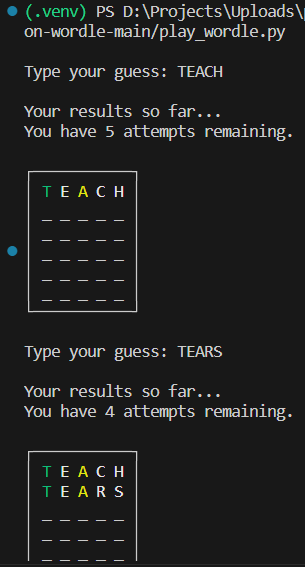 (.venv) PS D:\Projects\Uploads\
on-wordle-main/play_wordle.py
Type your guess: TEACH
Your results so far...
You have 5 attempts remaining.
T E A C H
_ _ _ _ _
_ _ _ _ _
_ _ _ _ _
_ _ _ _ _
_ _ _ _ _
Type your guess: TEARS
Your results so far...
You have 4 attempts remaining.
T E A C H
T E A R S
_ _ _ _ _
_ _ _ _ _
_ _ _ _ _